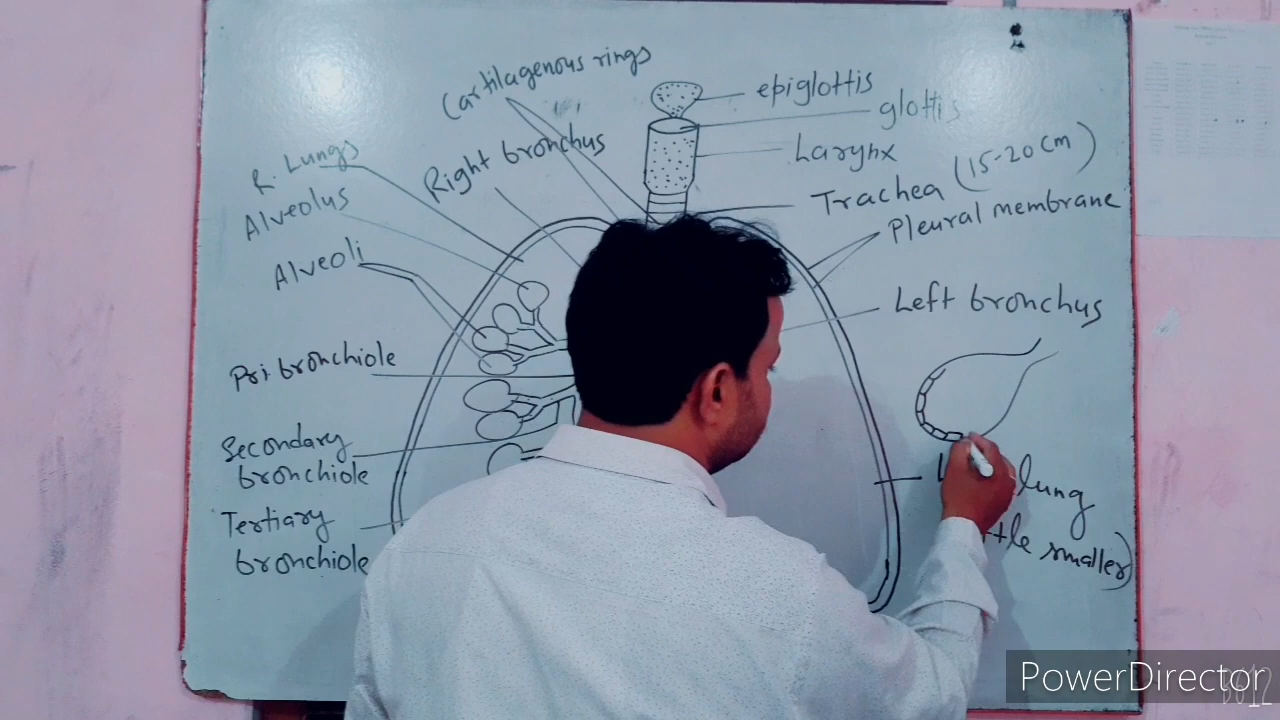 Cartilagenous rings
epiglottis
glottis
R. Lungs
Right bronchus
Larynx
Alveolus
Trachea (15-20 cm)
Pleural membrane
Alveoli
Left bronchus
Pri bronchiole
Secondary
bronchiole
lung
Tertiary
bronchiole
smaller)
PowerDirector